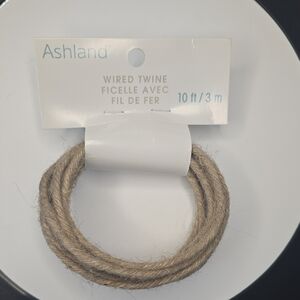 Ashland
WIRED TWINE
FICELLE AVEC
FIL DE FER
10 ft / 3 m